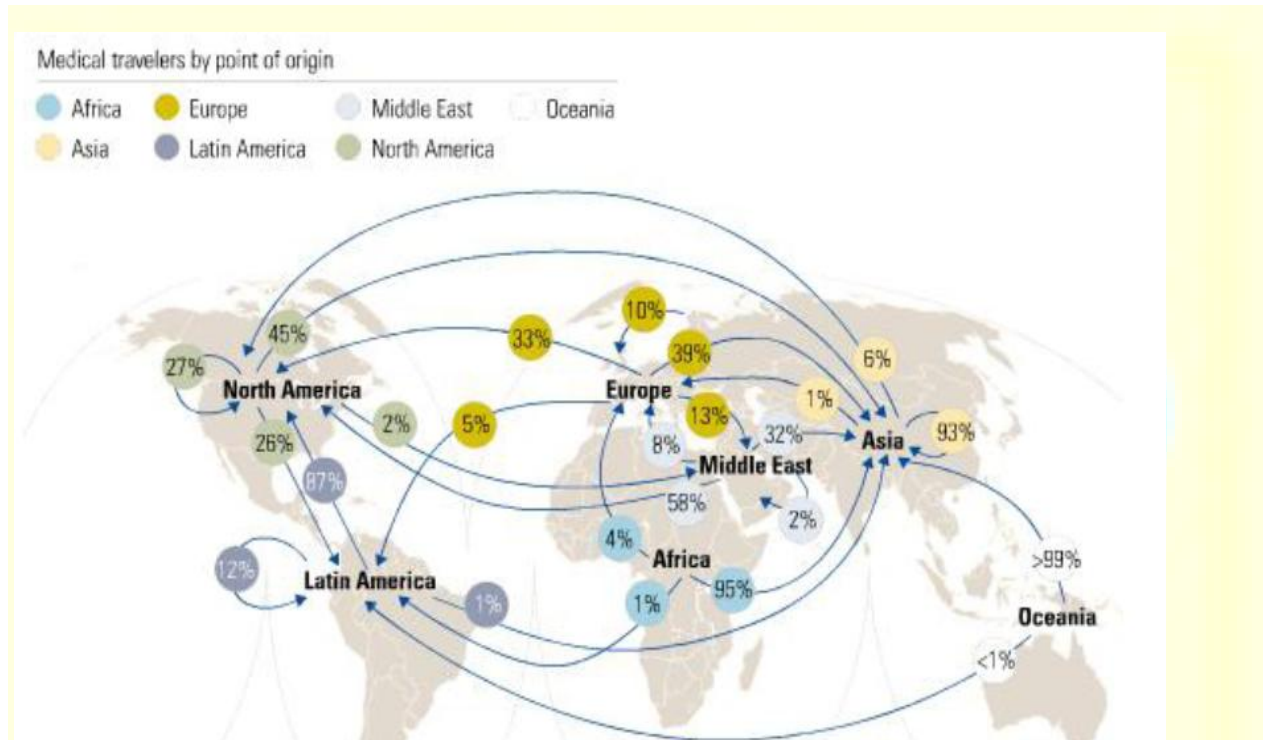 Medical travelers by point of origin
Africa Europe Middle East Oceania
Asia Latin America North America
10%
45% 33%
39% 6%
27%
North America Europe 1%
2% 5% 13% 32% Asia 93%
26% 8%
Middle East
87% 58%
2%
4% Africa >99%
12% Latin America
1% 1% 95%
Oceania
<1%